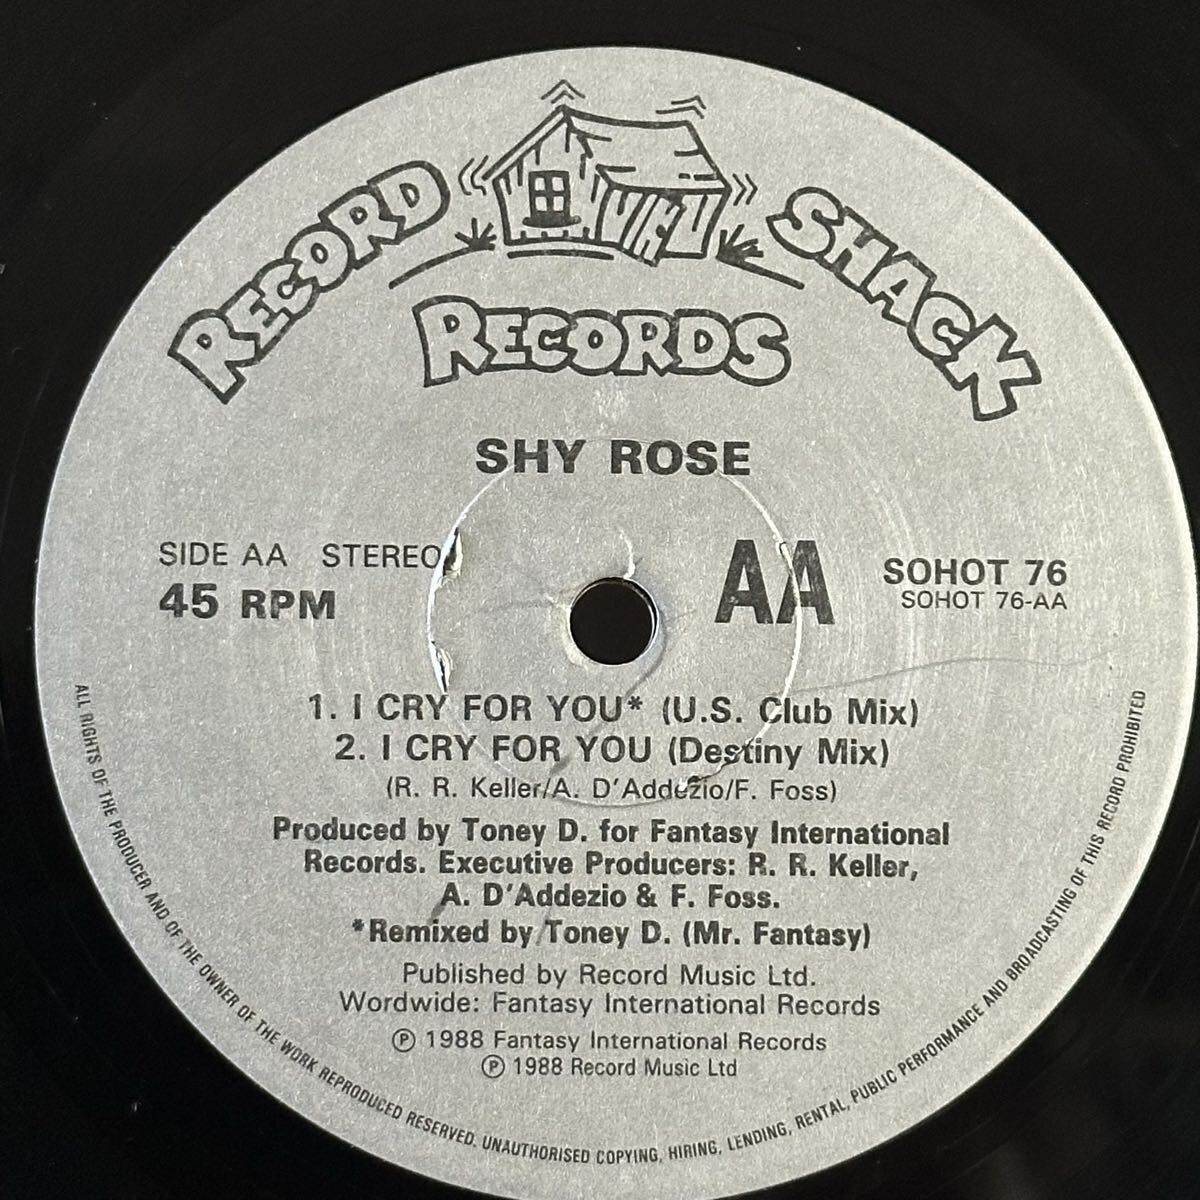 RECORD SHACK
RECORDS
SHY ROSE
SIDE AA STEREO
45 RPM
AA
SOHOT 76
SOHOT 76-AA
1. I CRY FOR YOU* (U.S. Club Mix)
2. I CRY FOR YOU (Destiny Mix)
(R. R. Keller/A. D'Addezio/F. Foss)
Produced by Toney D. for Fantasy International
Records. Executive Producers: R. R. Keller,
A. D'Addezio & F. Foss.
*Remixed by Toney D. (Mr. Fantasy)
Published by Record Music Ltd.
Wordwide: Fantasy International Records
℗ 1988 Fantasy International Records
℗ 1988 Record Music Ltd
ALL RIGHTS OF THE PRODUCER AND OF THE OWNER OF THE WORK REPRODUCED RESERVED. UNAUTHORISED COPYING, HIRING, LENDING, RENTAL, PUBLIC PERFORMANCE AND BROADCASTING OF THIS RECORD PROHIBITED